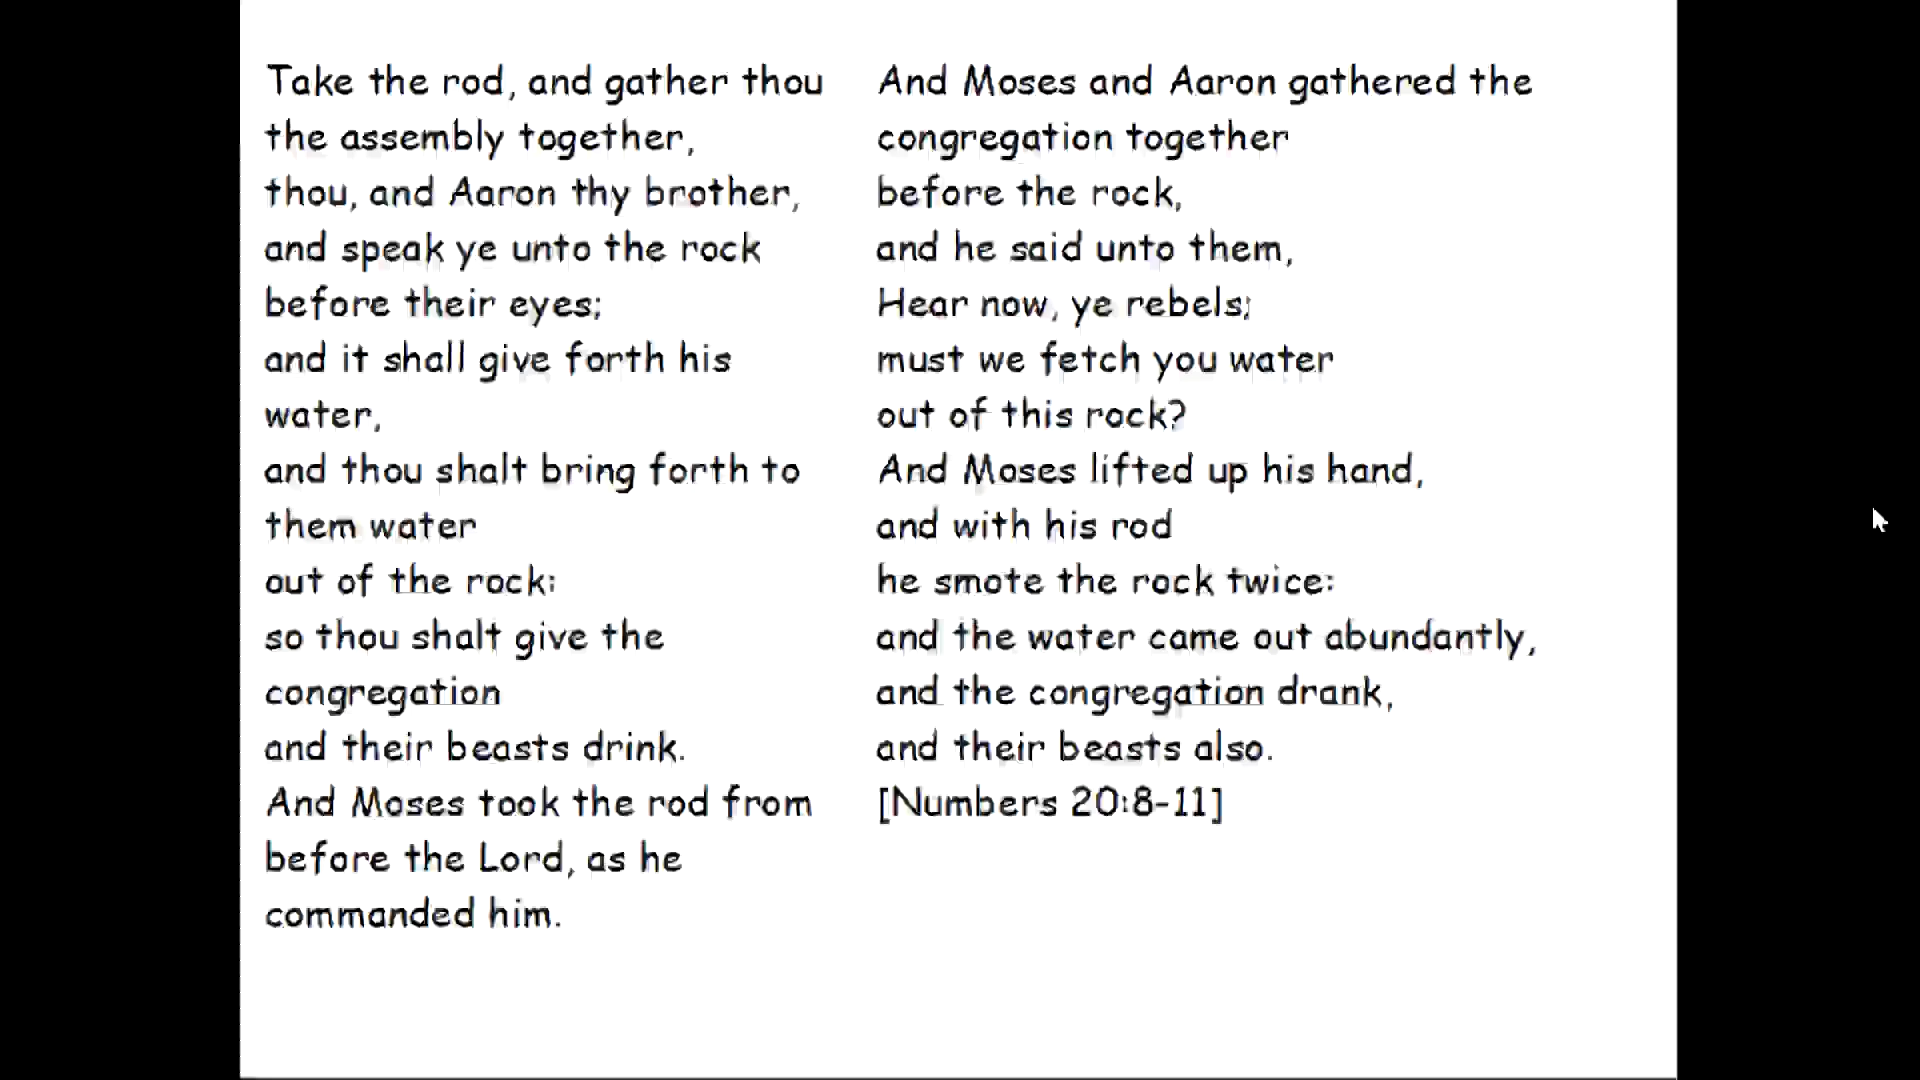 Take the rod, and gather thou
the assembly together,
thou, and Aaron thy brother,
and speak ye unto the rock
before their eyes;
and it shall give forth his
water,
and thou shalt bring forth to
them water
out of the rock:
so thou shalt give the
congregation
and their beasts drink.
And Moses took the rod from
before the Lord, as he
commanded him.
And Moses and Aaron gathered the
congregation together
before the rock,
and he said unto them,
Hear now, ye rebels;
must we fetch you water
out of this rock?
And Moses lifted up his hand,
and with his rod
he smote the rock twice:
and the water came out abundantly,
and the congregation drank,
and their beasts also.
[Numbers 20:8-11]